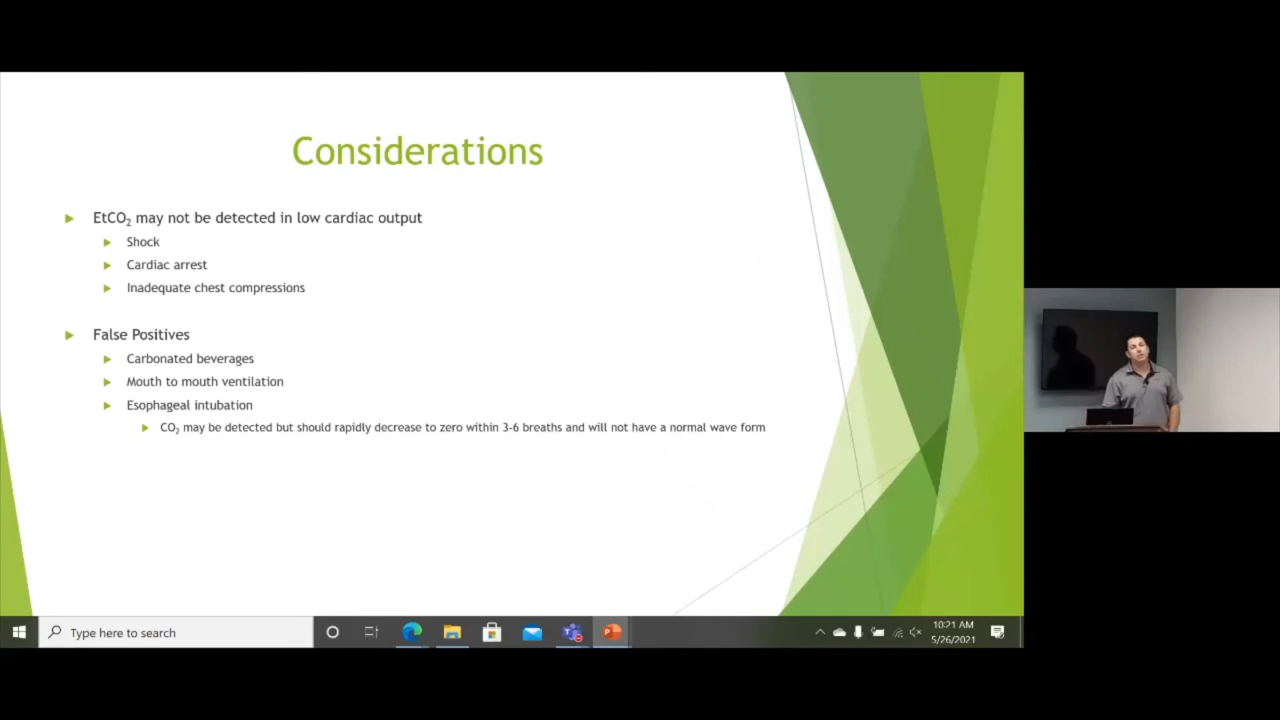 Considerations
EtCO₂ may not be detected in low cardiac output
Shock
Cardiac arrest
Inadequate chest compressions
False Positives
Carbonated beverages
Mouth to mouth ventilation
Esophageal intubation
CO₂ may be detected but should rapidly decrease to zero within 3-6 breaths and will not have a normal wave form
Type here to search
10:21 AM
5/26/2021